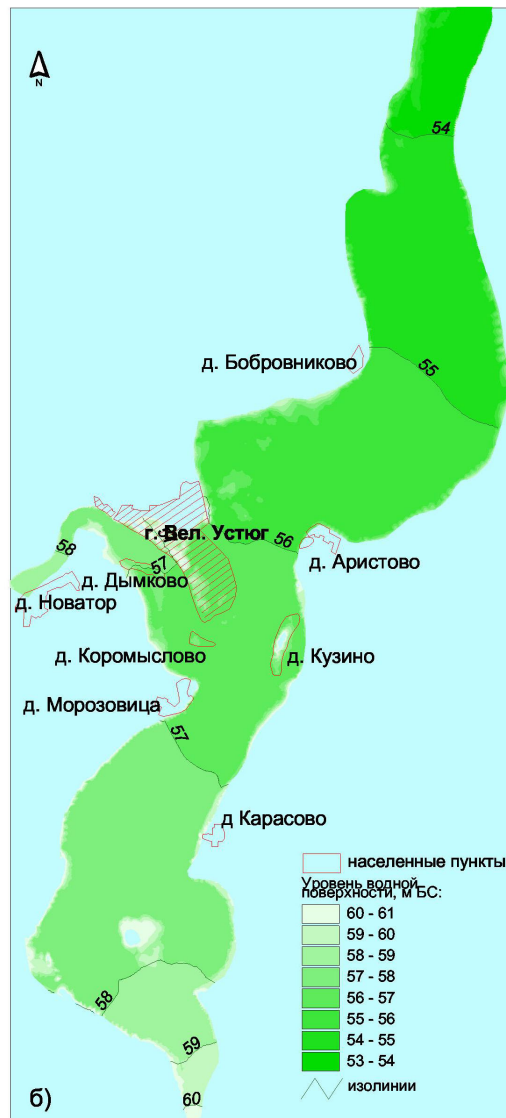 N
54
д. Бобровниково
55
г. Вел. Устюг
56
58
57
д. Дымково
д. Аристово
д. Новатор
д. Коромыслово
д. Кузино
д. Морозовица
57
д Карасово
населенные пункты
Уровень водной
поверхности, м БС:
60 - 61
59 - 60
58 - 59
57 - 58
56 - 57
55 - 56
54 - 55
53 - 54
изолинии
58
59
60
б)